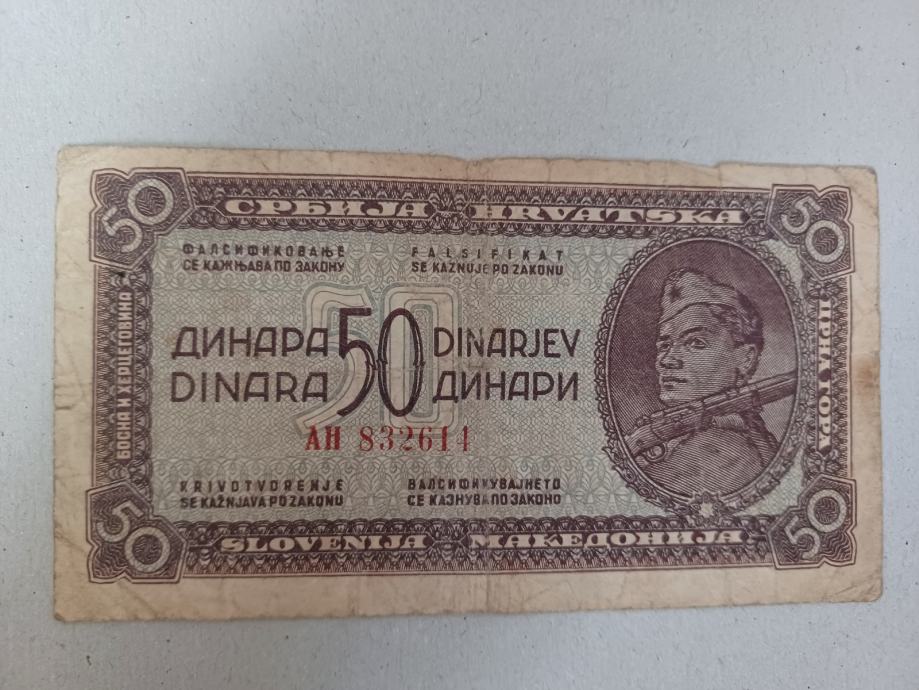 50
СРБИЈА HRVATSKA
50
ФАЛСИФИКОВАЊЕ
СЕ КАЖЊАВА ПО ЗАКОНУ
FALSIFIKAT
SE KAZNUJE PO ZAKONU
БОСНА И ХЕРЦЕГОВИНА
ЦРНА ГОРА
50
ДИНАРА 50 DINARJEV
DINARA ДИНАРИ
АН 832614
KRIVOTVORENJE
SE KAŽNJAVA PO ZAKONU
ВАЛСИФИКУВАЈНЕТО
СЕ КАЗНУВА ПО ЗАКОНО
50
SLOVENIJA МАКЕДОНИЈА
50